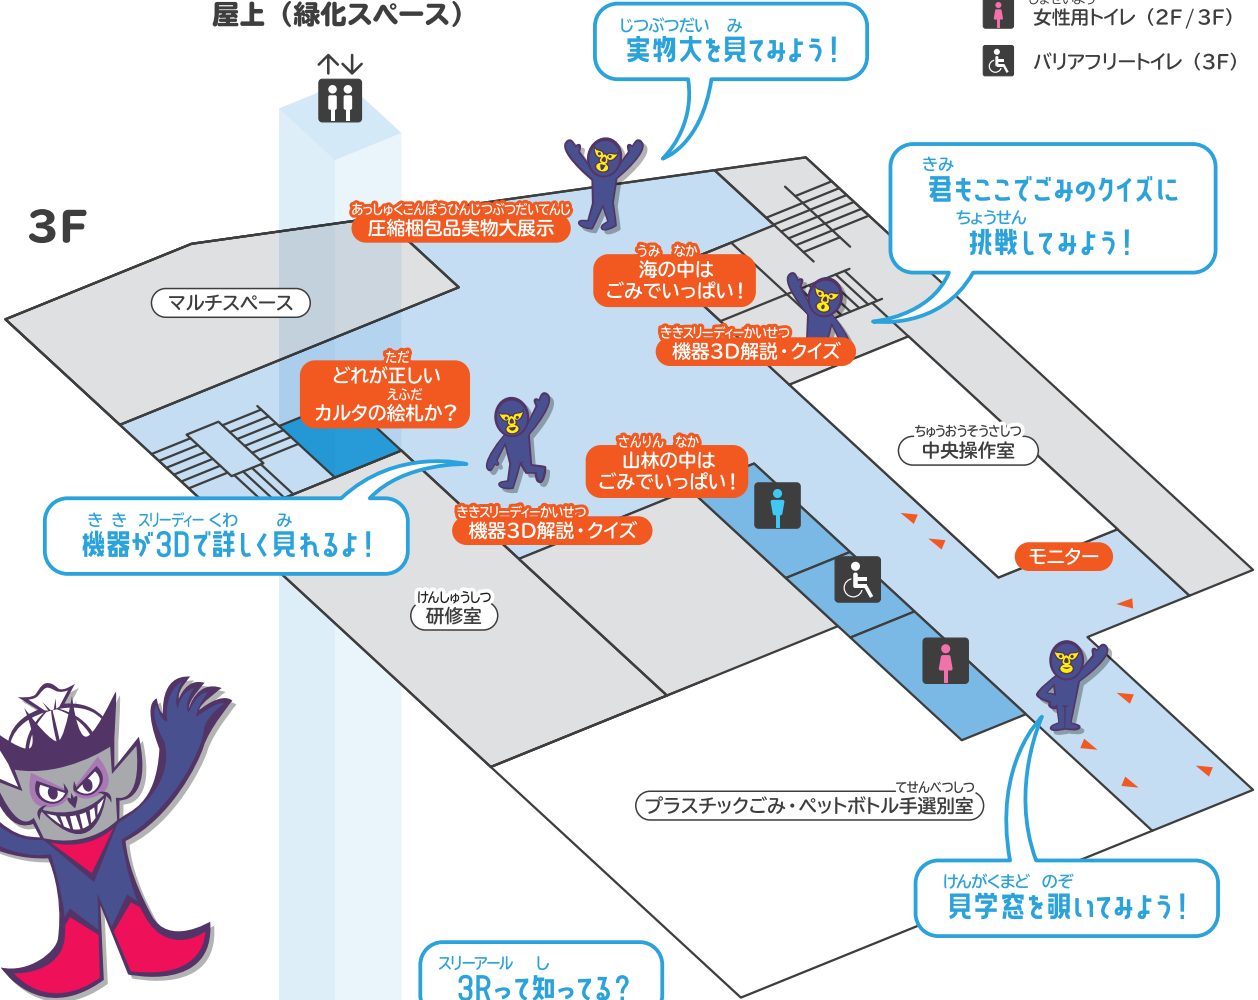 屋上（緑化スペース）
女性用トイレ（2F/3F）
バリアフリートイレ（3F）
じつぶつだい み
実物大を見てみよう！
きみ
君もここでごみのクイズに
ちょうせん
挑戦してみよう！
3F
あっしゅくこんぽうひんじつぶつだいてんじ
圧縮梱包品実物大展示
うみ なか
海の中は
ごみでいっぱい！
マルチスペース
ききスリーディーかいせつ
機器3D解説・クイズ
ただ
どれが正しい
えふだ
カルタの絵札か？
ちゅうおうそうさしつ
中央操作室
さんりん なか
山林の中は
ごみでいっぱい！
き き スリーディー くわ み
機器が3Dで詳しく見れるよ！
ききスリーディーかいせつ
機器3D解説・クイズ
モニター
けんしゅうしつ
研修室
てせんべつしつ
プラスチックごみ・ペットボトル手選別室
けんがくまど のぞ
見学窓を覗いてみよう！
スリーアール し
3Rって知ってる？